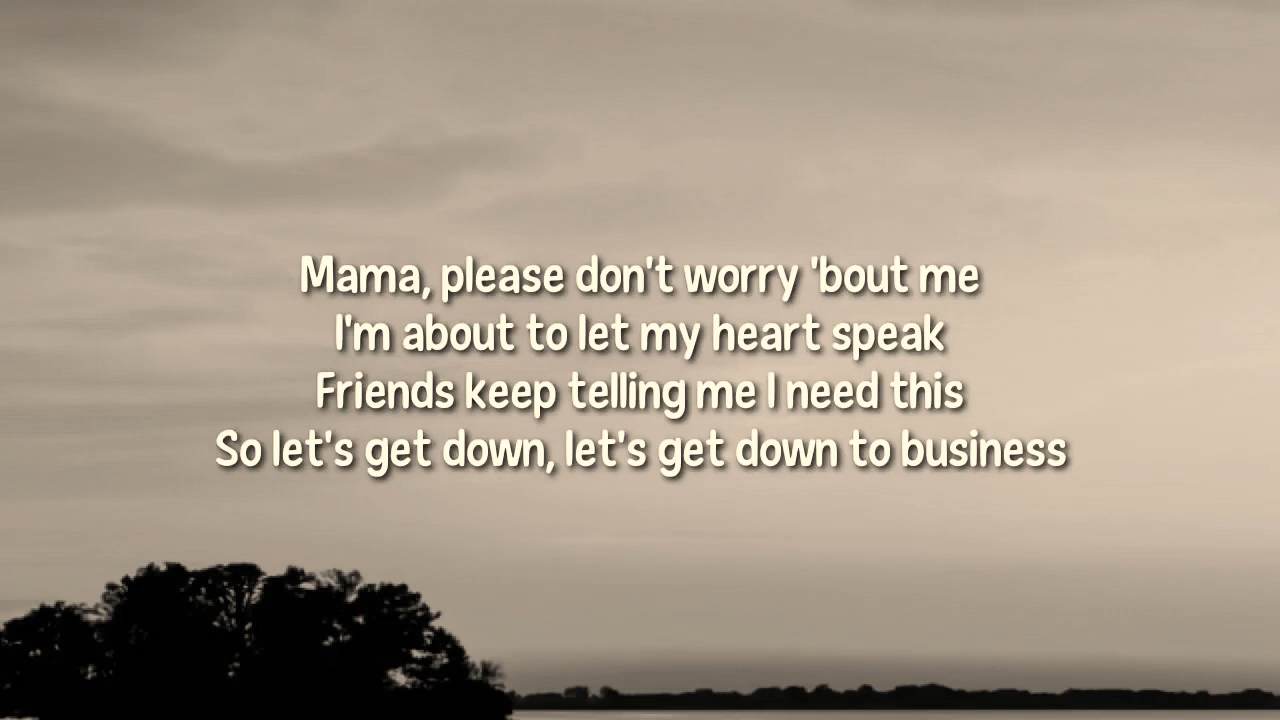 Mama, please don't worry 'bout me
I'm about to let my heart speak
Friends keep telling me I need this
So let's get down, let's get down to business